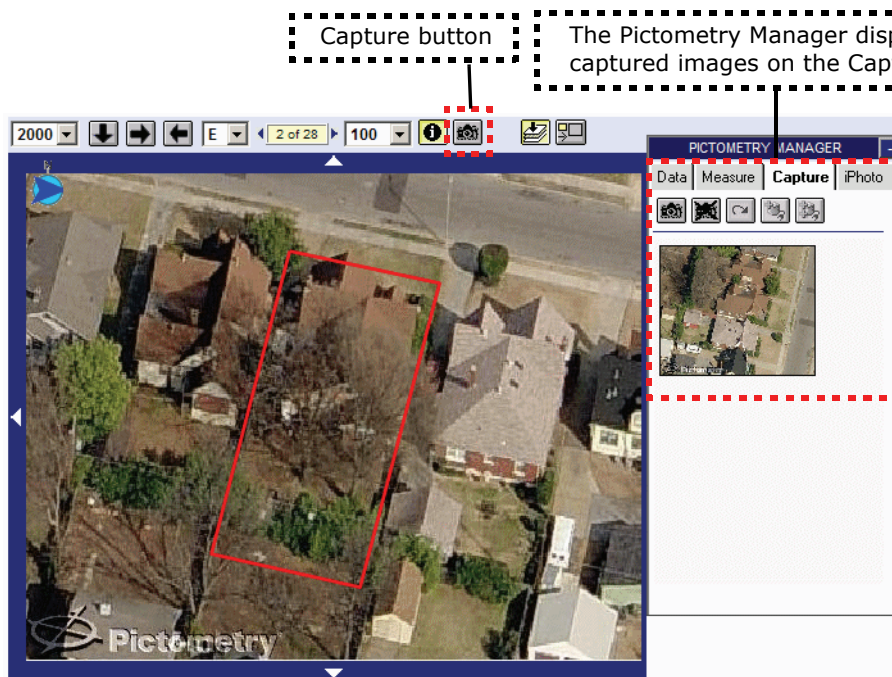 Capture button
The Pictometry Manager disp
captured images on the Cap
2000 E 2 of 28 100
PICTOMETRY MANAGER
Data Measure Capture iPhoto
Pictometry